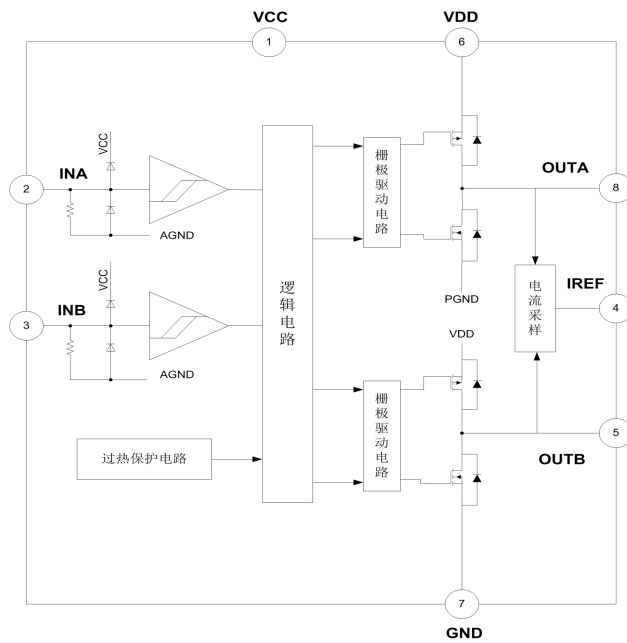 VCC
VDD
1
6
VCC
INA
2
AGND
栅极驱动电路
OUTA
8
VCC
INB
3
AGND
逻辑电路
PGND
电流采样
IREF
4
VDD
栅极驱动电路
5
OUTB
过热保护电路
7
GND